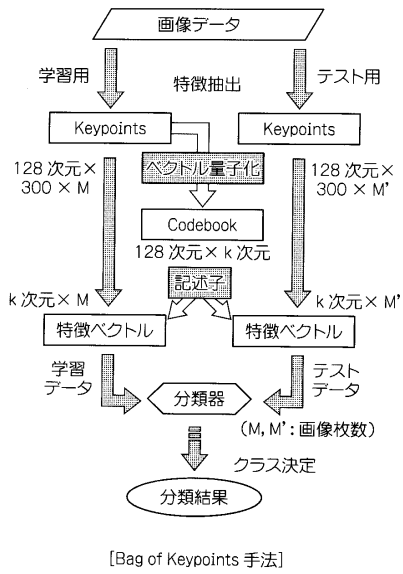 画像データ
学習用
特徴抽出
テスト用
Keypoints
Keypoints
128 次元×
300 × M
ベクトル量子化
128 次元×
300 × M'
Codebook
128 次元× k 次元
記述子
k 次元× M
k 次元× M'
特徴ベクトル
特徴ベクトル
学習
データ
分類器
テスト
データ
(M, M' : 画像枚数)
クラス決定
分類結果
[Bag of Keypoints 手法]